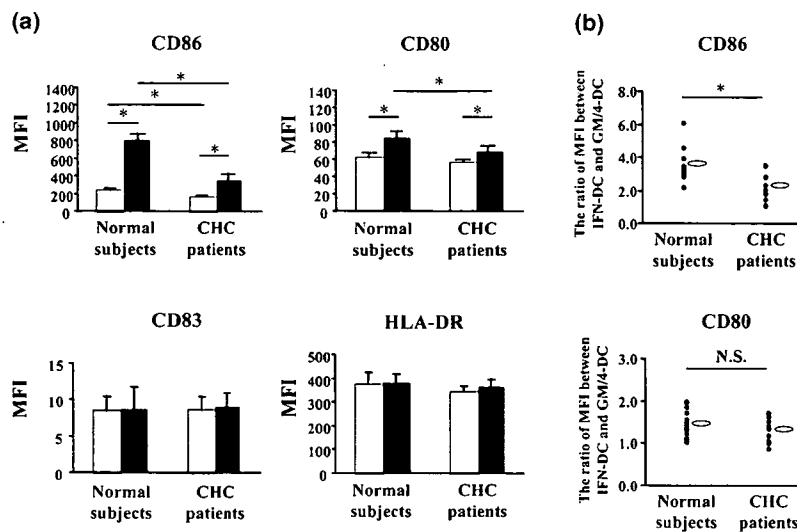 (a)
CD86
MFI
1400
1200
1000
800
600
400
200
0
*
*
*
*
Normal
subjects
CHC
patients
CD80
MFI
140
120
100
80
60
40
20
0
*
*
*
Normal
subjects
CHC
patients
CD83
MFI
15
10
5
0
Normal
subjects
CHC
patients
HLA-DR
MFI
500
400
300
200
100
0
Normal
subjects
CHC
patients
(b)
CD86
The ratio of MFI between
IFN-DC and GM/4-DC
8.0
6.0
4.0
2.0
0.0
*
Normal
subjects
CHC
patients
CD80
The ratio of MFI between
IFN-DC and GM/4-DC
3.0
2.0
1.0
0.0
N.S.
Normal
subjects
CHC
patients